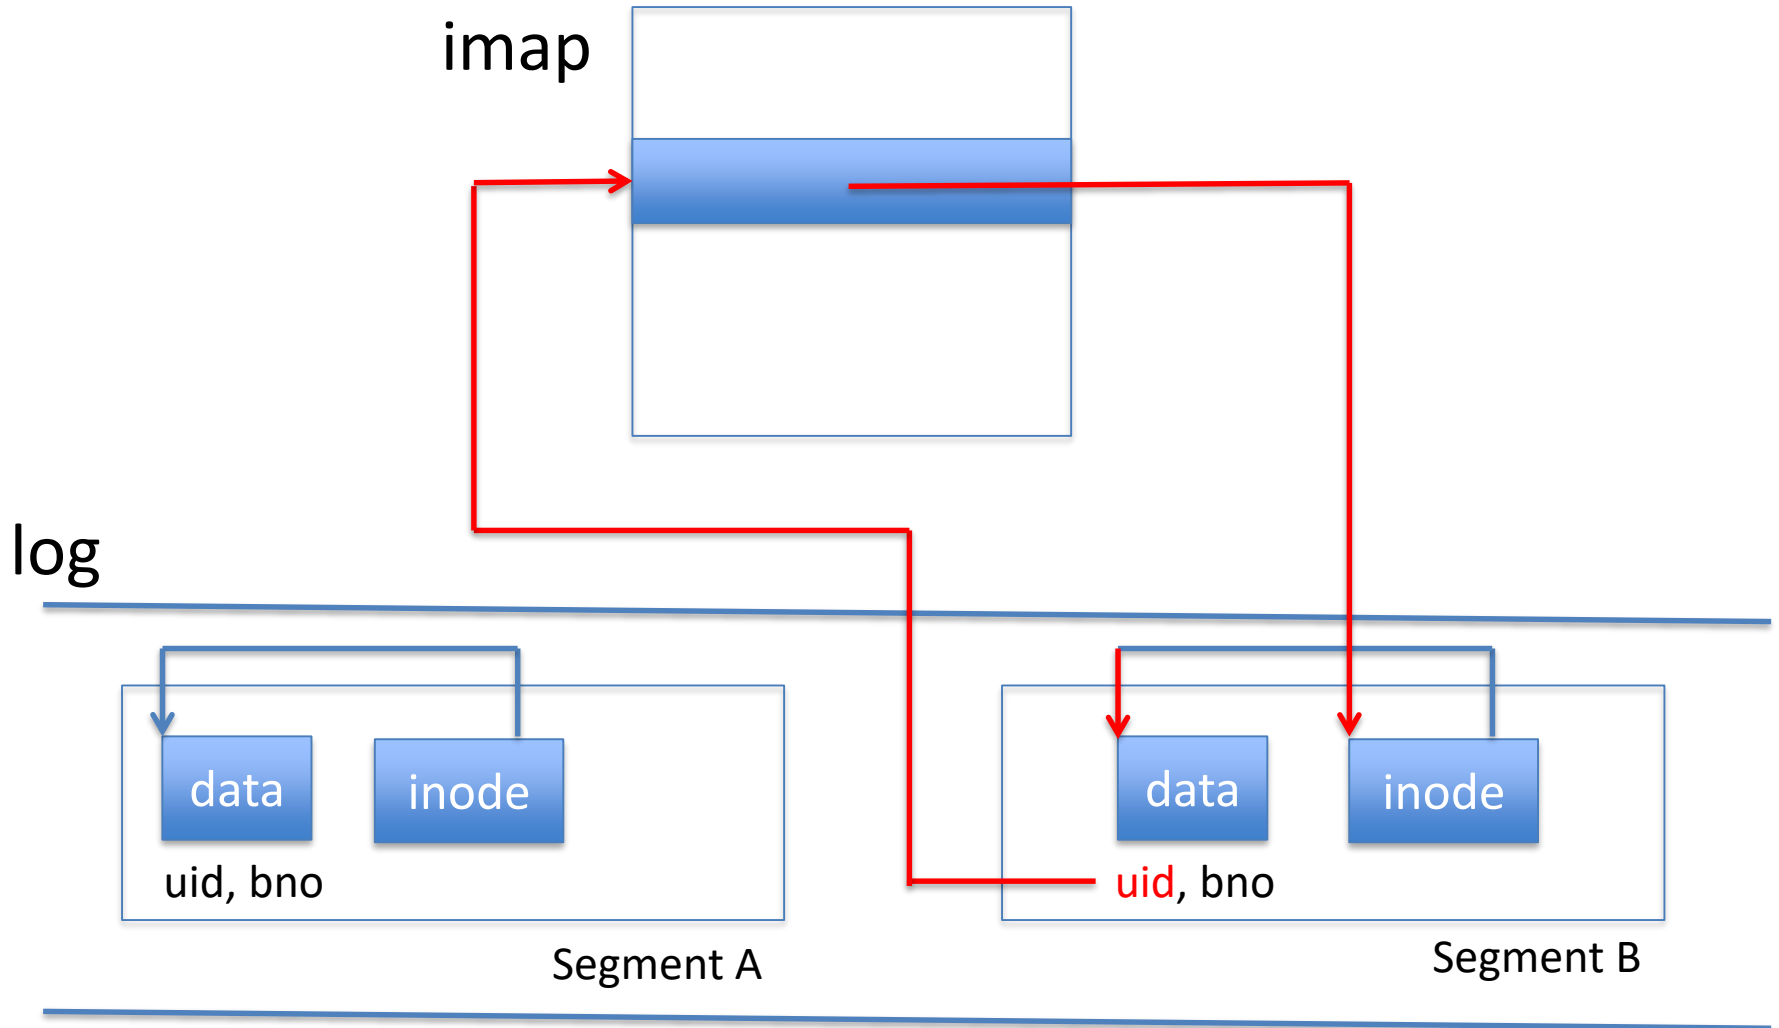 imap
log
data
inode
uid, bno
Segment A
data
inode
uid, bno
Segment B